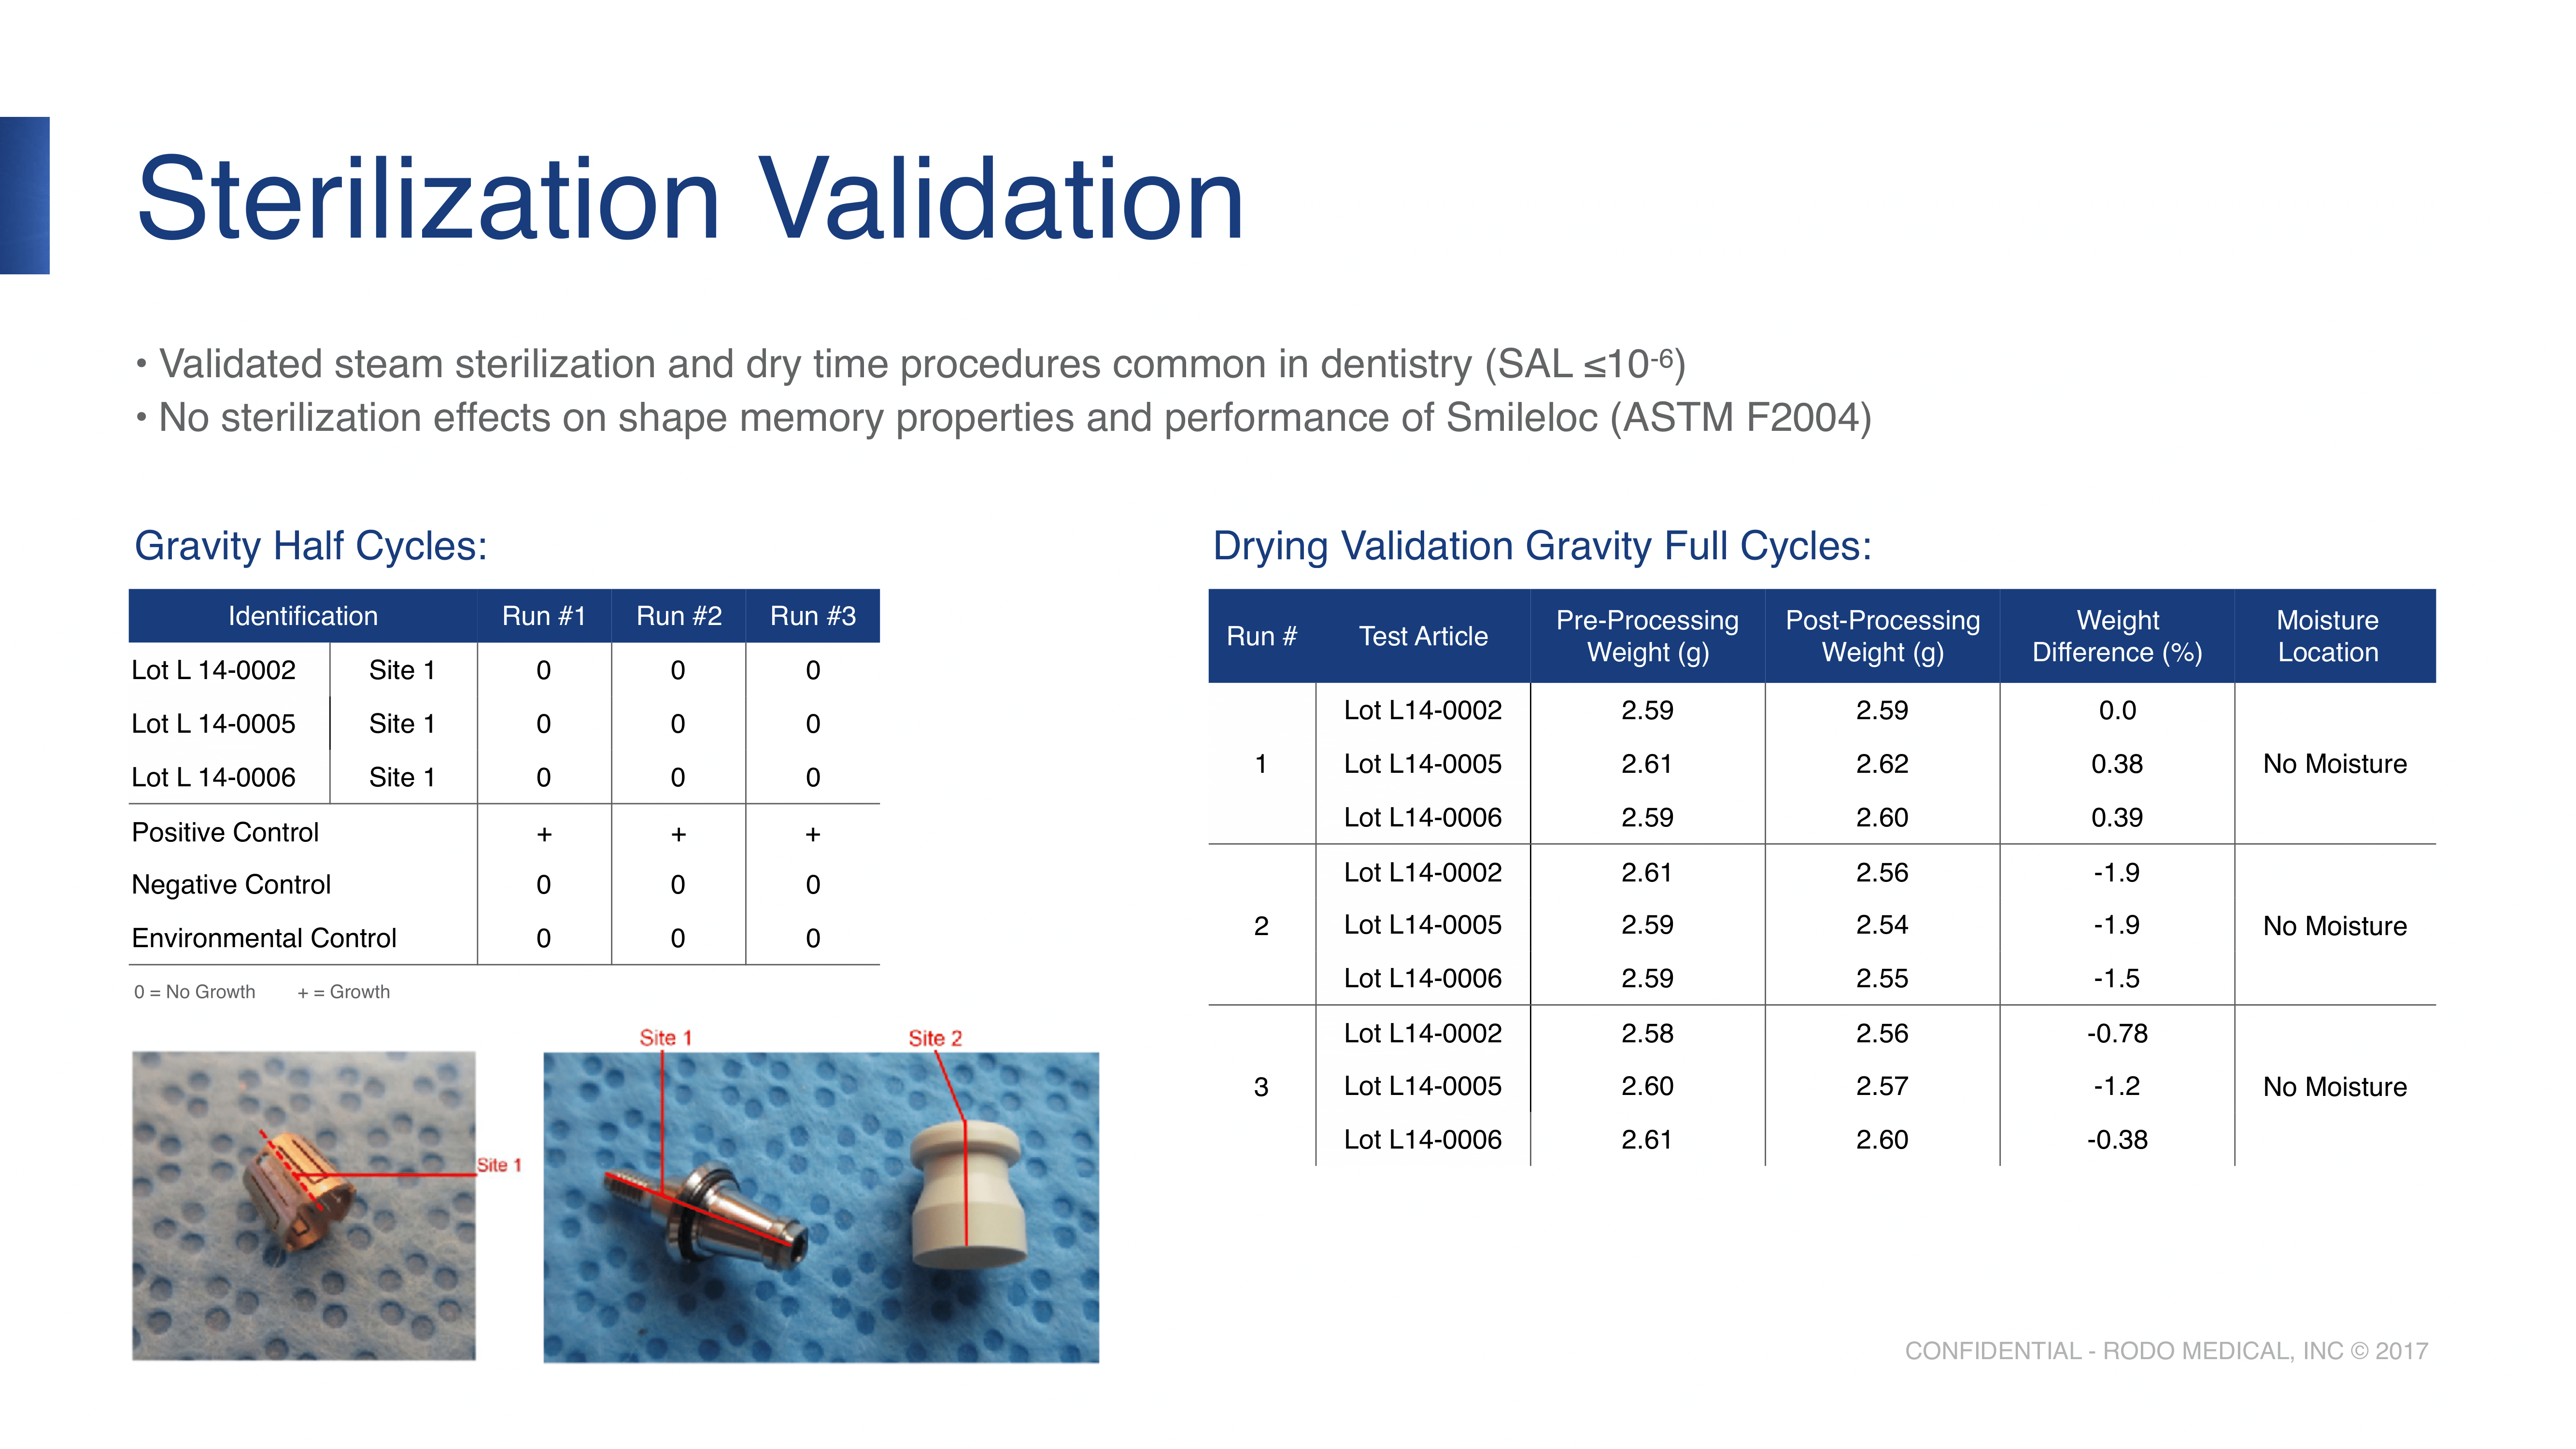 Sterilization Validation
• Validated steam sterilization and dry time procedures common in dentistry (SAL ≤10-6)
• No sterilization effects on shape memory properties and performance of Smileloc (ASTM F2004)
Gravity Half Cycles:
Identification Run #1 Run #2 Run #3
Lot L 14-0002 Site 1 0 0 0
Lot L 14-0005 Site 1 0 0 0
Lot L 14-0006 Site 1 0 0 0
Positive Control + + +
Negative Control 0 0 0
Environmental Control 0 0 0
0 = No Growth + = Growth
Site 1
Site 1
Site 2
Drying Validation Gravity Full Cycles:
Run # Test Article Pre-Processing Weight (g) Post-Processing Weight (g) Weight Difference (%) Moisture Location
1 Lot L14-0002 2.59 2.59 0.0 No Moisture
Lot L14-0005 2.61 2.62 0.38
Lot L14-0006 2.59 2.60 0.39
2 Lot L14-0002 2.61 2.56 -1.9 No Moisture
Lot L14-0005 2.59 2.54 -1.9
Lot L14-0006 2.59 2.55 -1.5
3 Lot L14-0002 2.58 2.56 -0.78 No Moisture
Lot L14-0005 2.60 2.57 -1.2
Lot L14-0006 2.61 2.60 -0.38
CONFIDENTIAL - RODO MEDICAL, INC © 2017